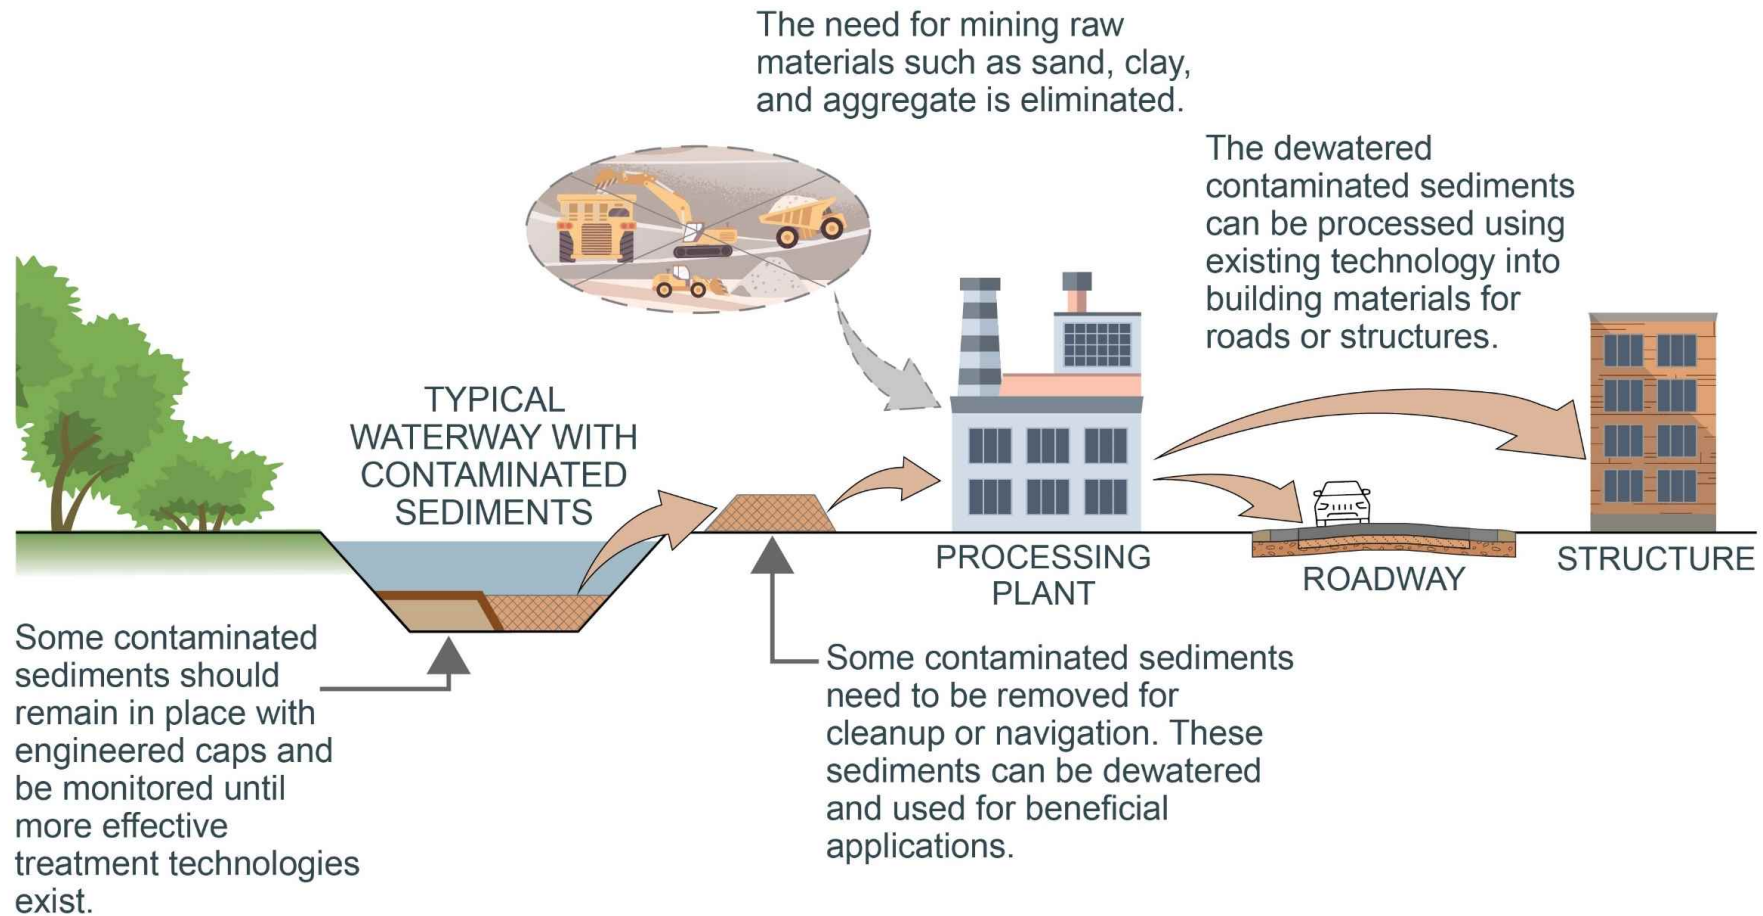 The need for mining raw
materials such as sand, clay,
and aggregate is eliminated.
The dewatered
contaminated sediments
can be processed using
existing technology into
building materials for
roads or structures.
TYPICAL
WATERWAY WITH
CONTAMINATED
SEDIMENTS
PROCESSING
PLANT
ROADWAY
STRUCTURE
Some contaminated
sediments should
remain in place with
engineered caps and
be monitored until
more effective
treatment technologies
exist.
Some contaminated sediments
need to be removed for
cleanup or navigation. These
sediments can be dewatered
and used for beneficial
applications.